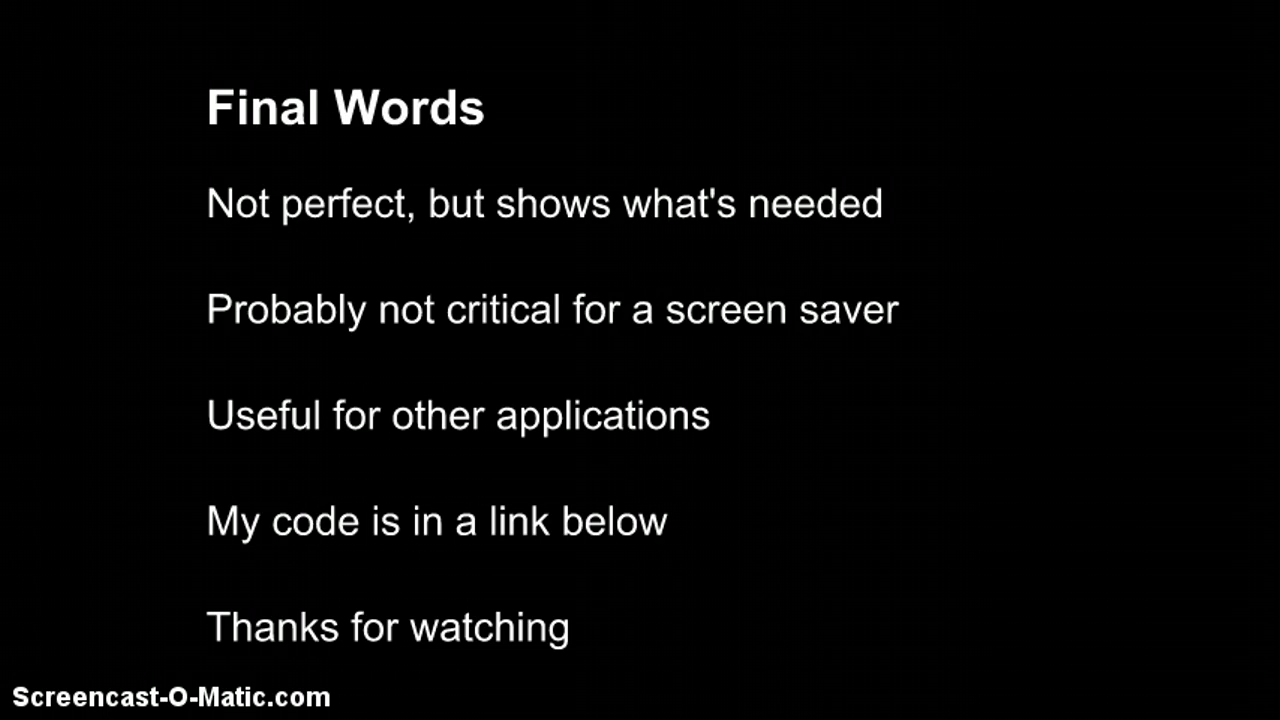 Final Words
Not perfect, but shows what's needed
Probably not critical for a screen saver
Useful for other applications
My code is in a link below
Thanks for watching
Screencast-O-Matic.com